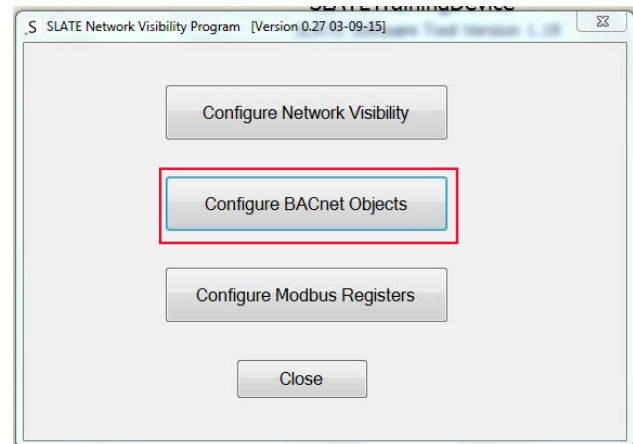 SLATETrainingDevice
S SLATE Network Visibility Program [Version 0.27 03-09-15]
Configure Network Visibility
Configure BACnet Objects
Configure Modbus Registers
Close